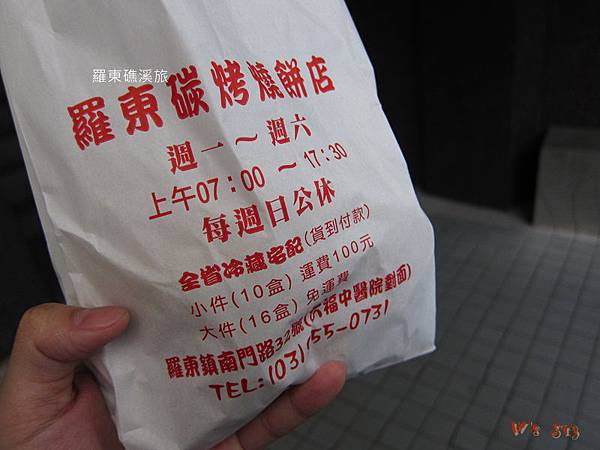 羅東礁溪旅
羅東碳烤燒餅店
週一～週六
上午07：00～17:30
每週日公休
全省冷藏宅配(貨到付款)
小件(10盒) 運費100元
大件(16盒) 免運費
羅東鎮南門路32號(六福中醫院對面)
TEL:(03)955-0731
W's 373